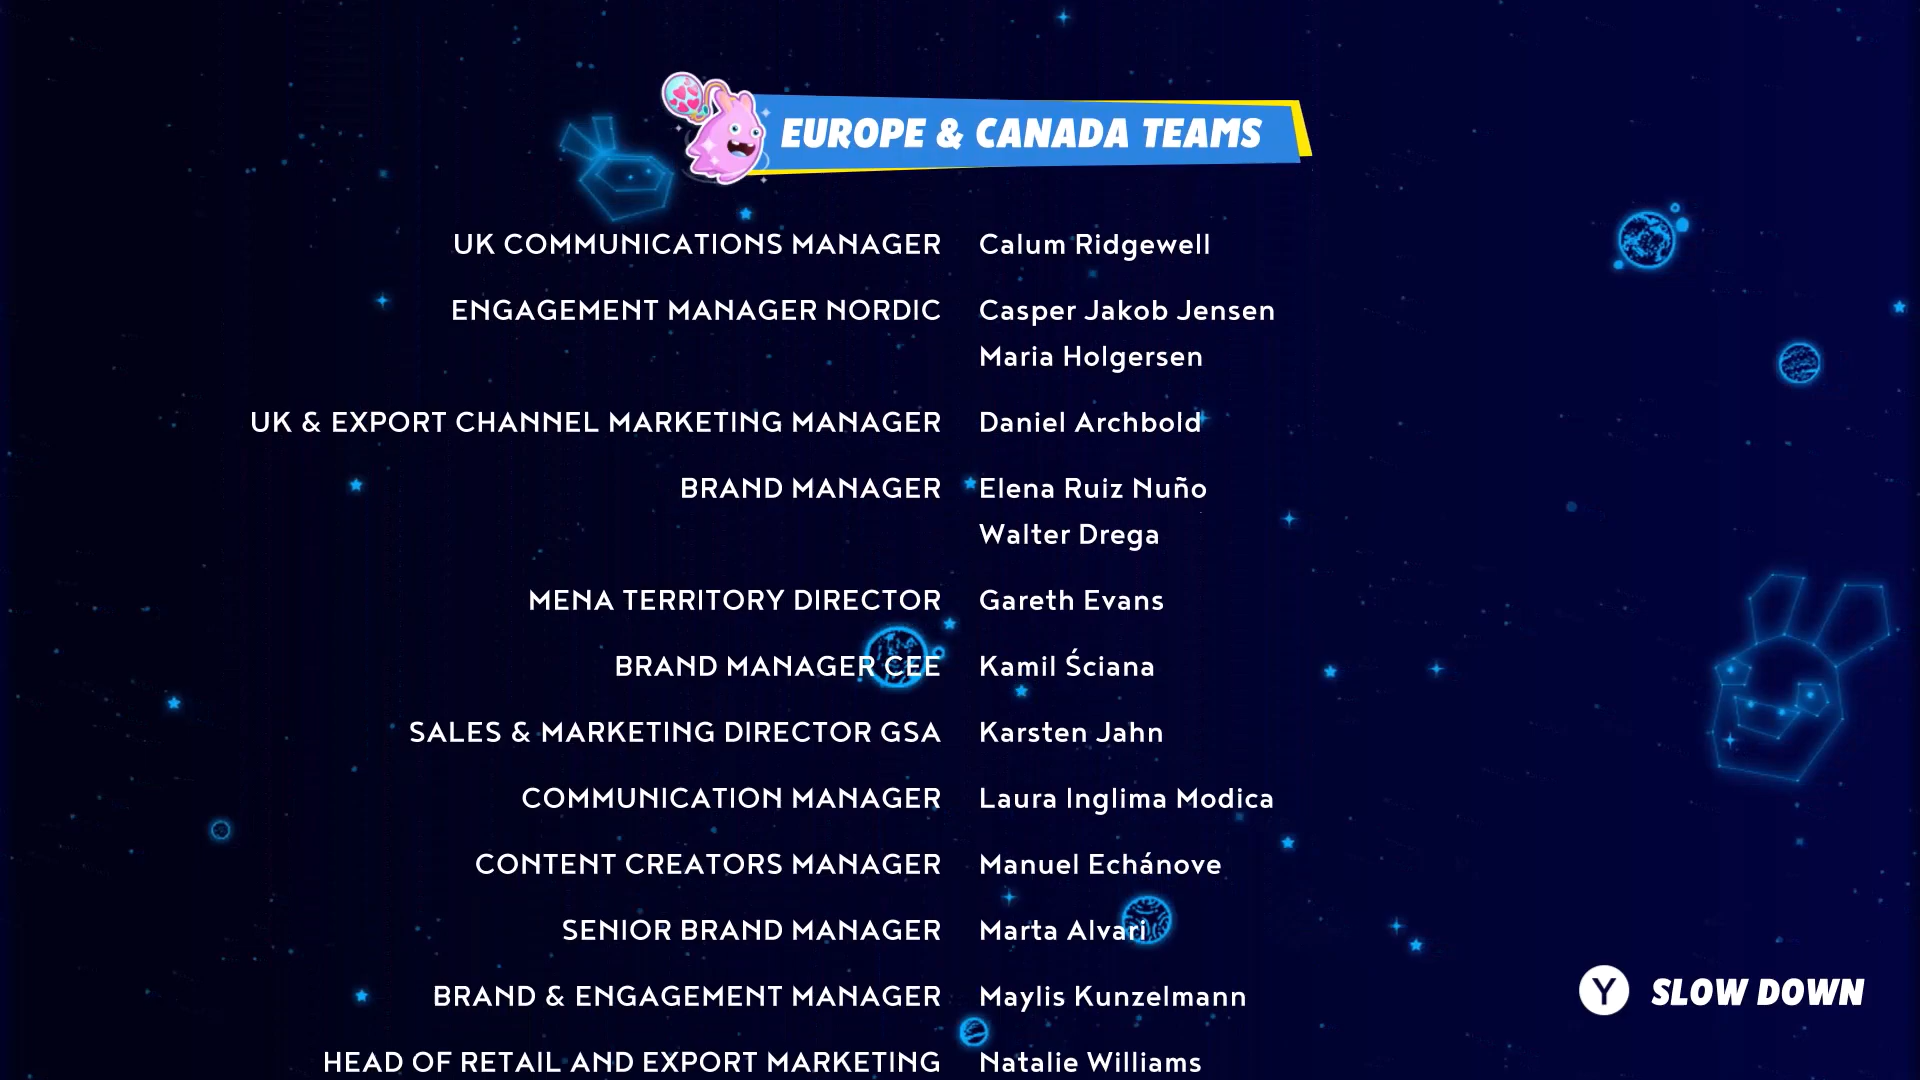 EUROPE & CANADA TEAMS
UK COMMUNICATIONS MANAGER Calum Ridgewell
ENGAGEMENT MANAGER NORDIC Casper Jakob Jensen
Maria Holgersen
UK & EXPORT CHANNEL MARKETING MANAGER Daniel Archbold
BRAND MANAGER Elena Ruiz Nuño
Walter Drega
MENA TERRITORY DIRECTOR Gareth Evans
BRAND MANAGER CEE Kamil Ściana
SALES & MARKETING DIRECTOR GSA Karsten Jahn
COMMUNICATION MANAGER Laura Inglima Modica
CONTENT CREATORS MANAGER Manuel Echánove
SENIOR BRAND MANAGER Marta Alvari
BRAND & ENGAGEMENT MANAGER Maylis Kunzelmann
Y SLOW DOWN
HEAD OF RETAIL AND EXPORT MARKETING Natalie Williams